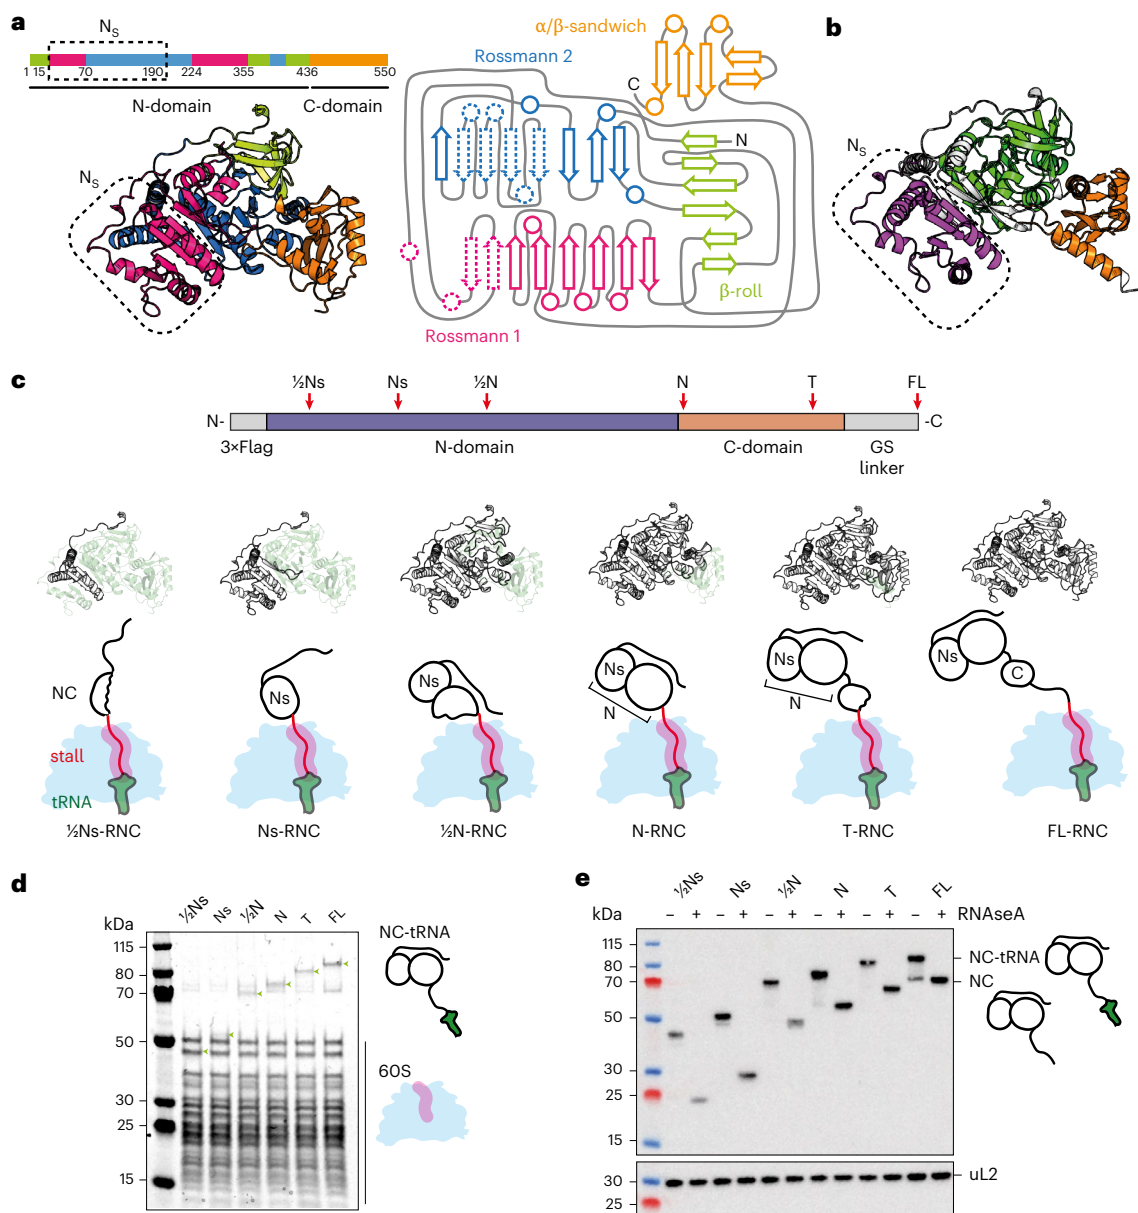 a
N_S
1 15 70 190 224 355 436 550
N-domain C-domain
N_S
α/β-sandwich
Rossmann 2
C
N
β-roll
Rossmann 1
b
N_S
c
½Ns Ns ½N N T FL
N- -C
3×Flag N-domain C-domain GS
linker
NC
stall
tRNA
Ns
Ns
Ns
N
Ns
N
Ns
C
½Ns-RNC Ns-RNC ½N-RNC N-RNC T-RNC FL-RNC
d
½Ns Ns ½N N T FL
kDa
115
80
70
50
30
25
15
NC-tRNA
60S
e
½Ns Ns ½N N T FL
kDa − + − + − + − + − + − + RNAseA
115
80
70
50
30
25
15
NC-tRNA
NC
30
25
uL2